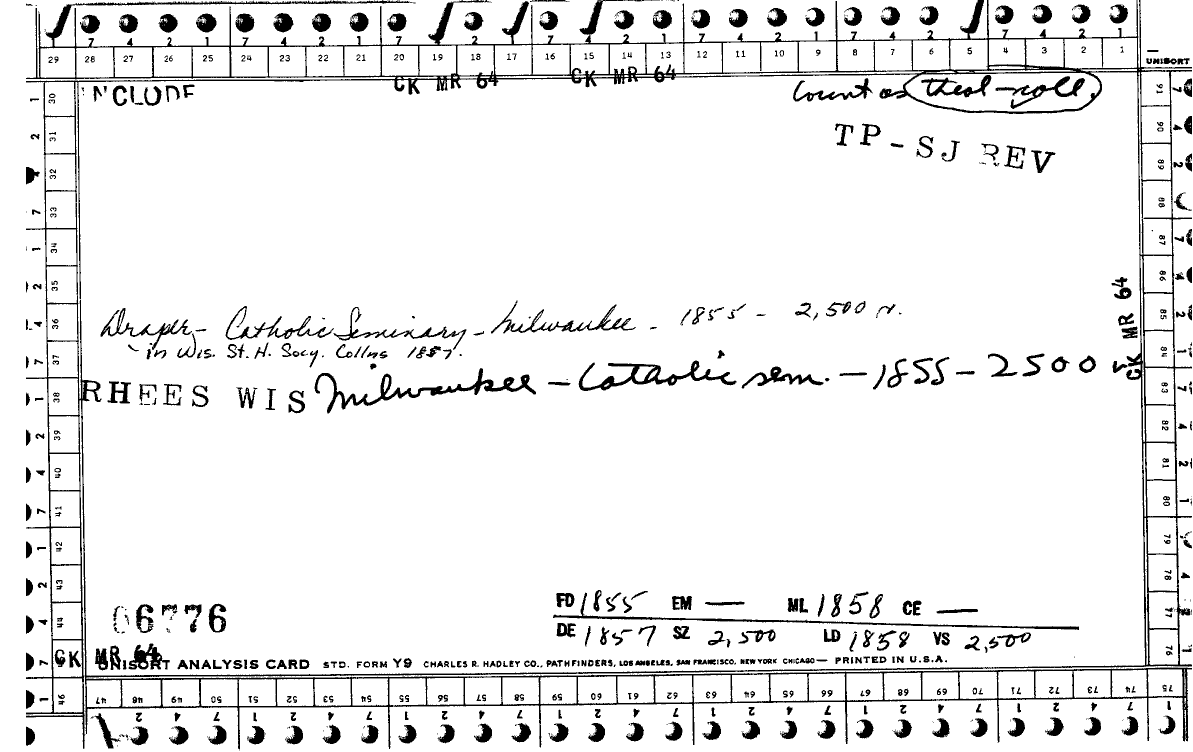 7 4 2 1 7 4 2 1 7 4 2 1 7 4 2 1 7 4 2 1 7 4 2 1 7 4 2 1
29 28 27 26 25 24 23 22 21 20 19 18 17 16 15 14 13 12 11 10 9 8 7 6 5 4 3 2 1
UNISORT
CK MR 64 CK MR 64
NCLUDE
Count as theol-coll.
TP-SJ REV
Draper - Catholic Seminary - Milwaukee - 1855 - 2,500 v.
in Wis. St. H. Socy. Collns 1857.
RHEES WIS Milwaukee - Catholic sem. - 1855 - 2500
CK MR 64
06776
FD 1855 EM — ML 1858 CE —
DE 1857 SZ 2,500 LD 1858 VS 2,500
CK MR 64
UNISORT ANALYSIS CARD STD. FORM Y9 CHARLES R. HADLEY CO., PATHFINDERS, LOS ANGELES, SAN FRANCISCO, NEW YORK CHICAGO — PRINTED IN U.S.A.
30 31 32 33 34 35 36 37 38 39 40 41 42 43 44 46
91 90 89 88 87 86 85 84 83 82 81 80 79 78 77 76
47 48 49 50 51 52 53 54 55 56 57 58 59 60 61 62 63 64 65 66 67 68 69 70 71 72 73 74 75